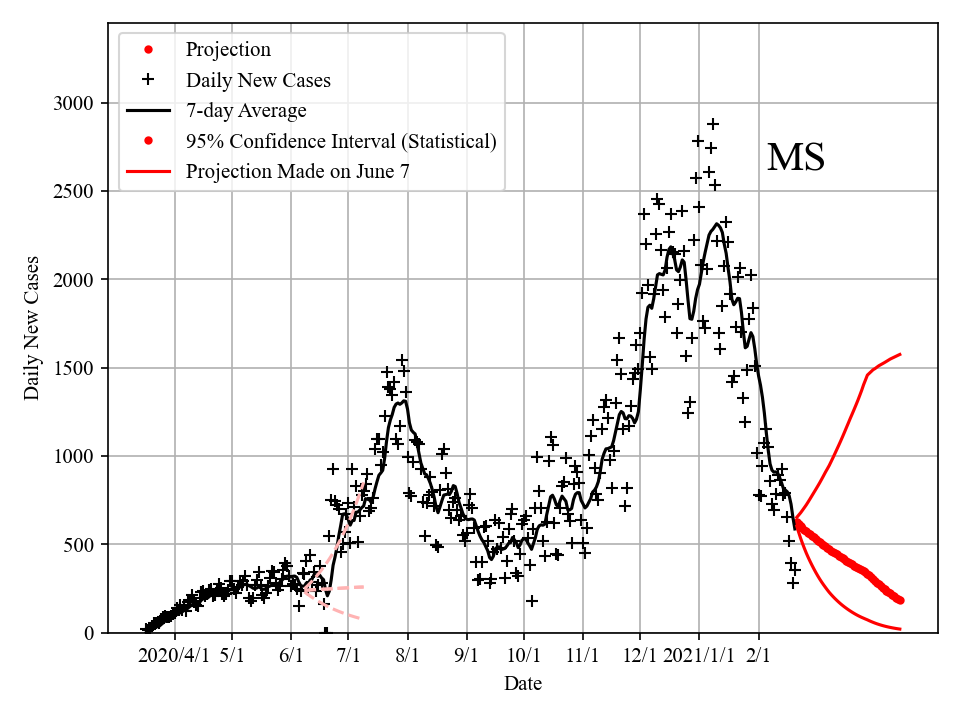 Projection
Daily New Cases
7-day Average
95% Confidence Interval (Statistical)
Projection Made on June 7
MS
Daily New Cases
3000
2500
2000
1500
1000
500
0
2020/4/1 5/1 6/1 7/1 8/1 9/1 10/1 11/1 12/1 2021/1/1 2/1
Date